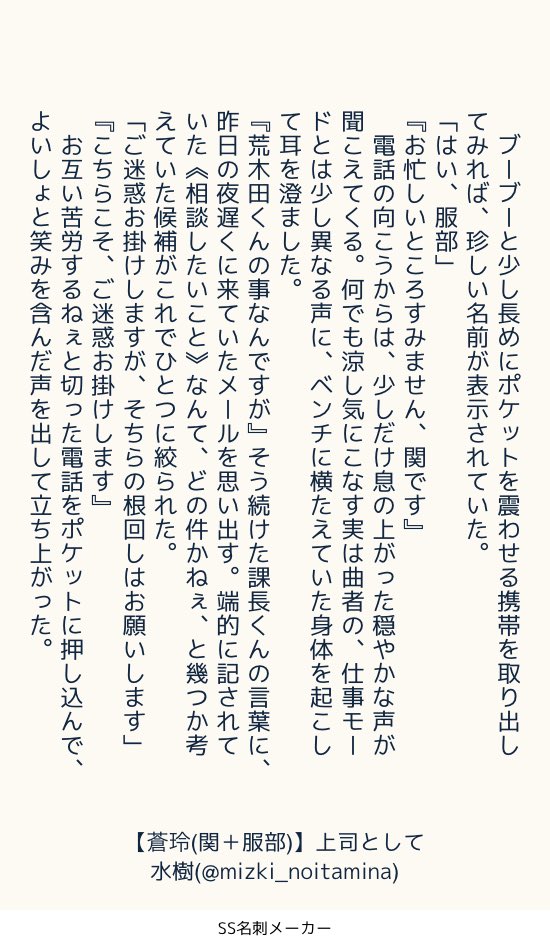 ブーブーと少し長めにポケットを震わせる携帯を取り出し
てみれば、珍しい名前が表示されていた。
「はい、服部」
『お忙しいところすみません、関です』
電話の向こうからは、少しだけ息の上がった穏やかな声が
聞こえてくる。何でも涼し気にこなす実は曲者の、仕事モー
ドとは少し異なる声に、ベンチに横たえていた身体を起こし
て耳を澄ました。
『荒木田くんの事なんですが』そう続けた課長くんの言葉に、
昨日の夜遅くに来ていたメールを思い出す。端的に記されて
いた《相談したいこと》なんて、どの件かねぇ、と幾つか考
えていた候補がこれでひとつに絞られた。
「ご迷惑お掛けしますが、そちらの根回しはお願いします」
『こちらこそ、ご迷惑お掛けします』
お互い苦労するねぇと切った電話をポケットに押し込んで、
よいしょと笑みを含んだ声を出して立ち上がった。
【蒼玲(関＋服部)】上司として
水樹(@mizki_noitamina)
SS名刺メーカー